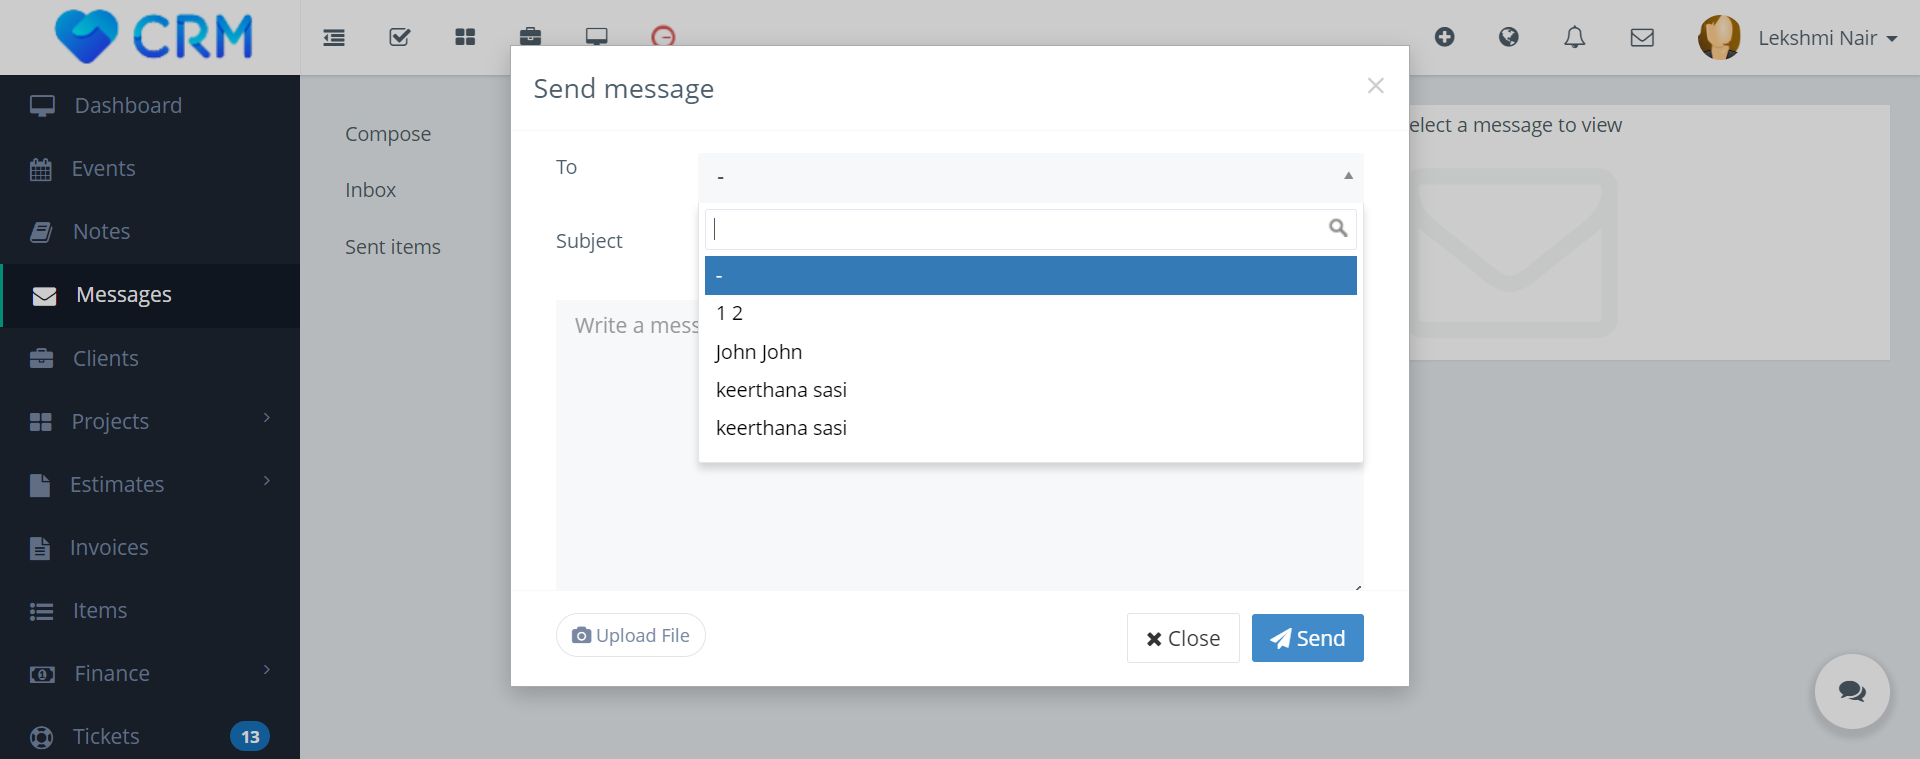 CRM
Lekshmi Nair
Dashboard
Events
Notes
Messages
Clients
Projects
Estimates
Invoices
Items
Finance
Tickets 13
Compose
Inbox
Sent items
Send message
×
To
-
-
1 2
John John
keerthana sasi
keerthana sasi
Subject
Write a mess
Upload File
Close
Send
elect a message to view